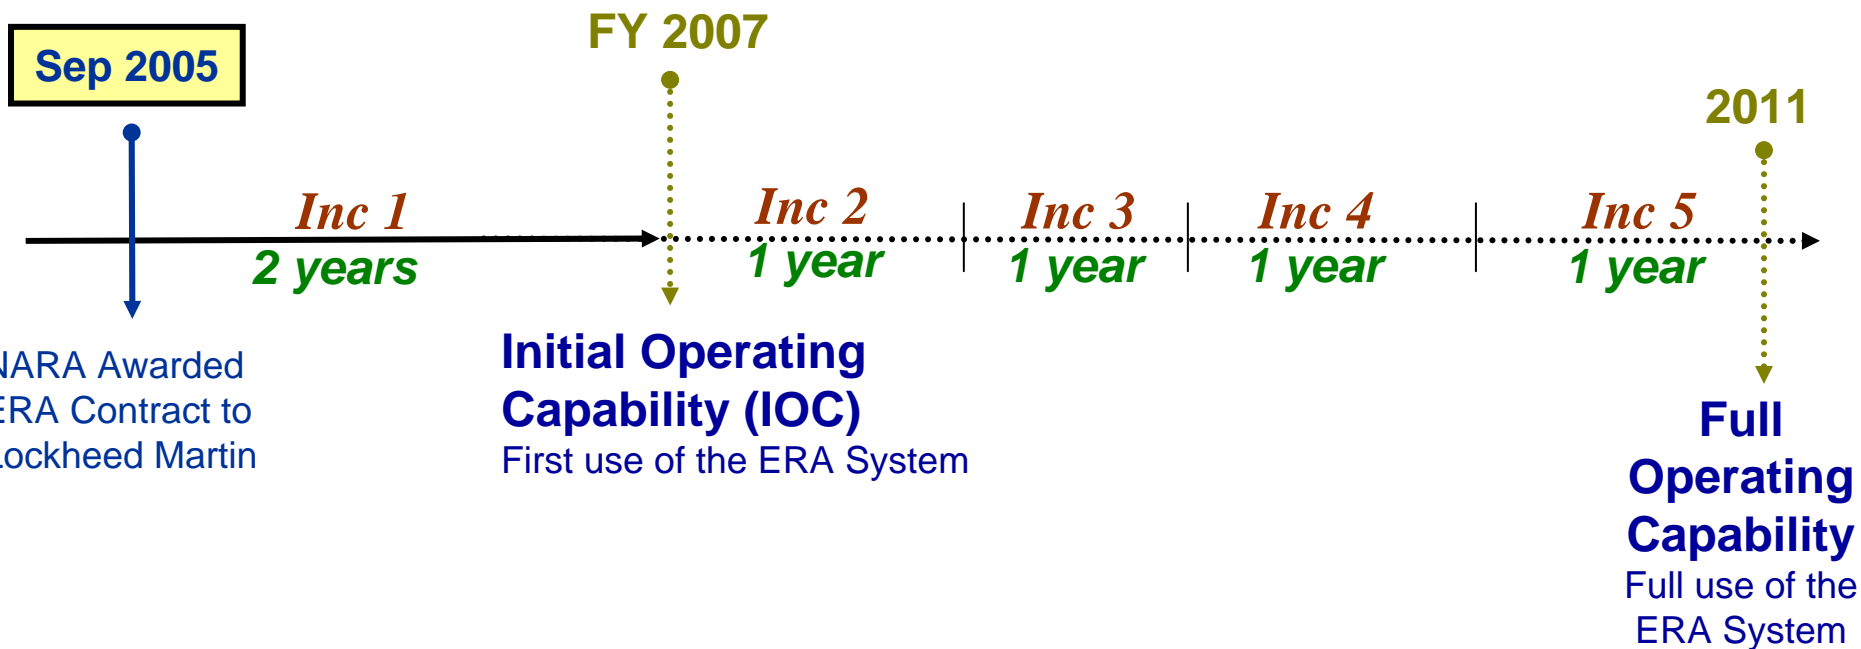 Sep 2005
FY 2007
2011
Inc 1
2 years
Inc 2
1 year
Inc 3
1 year
Inc 4
1 year
Inc 5
1 year
NARA Awarded
ERA Contract to
Lockheed Martin
Initial Operating
Capability (IOC)
First use of the ERA System
Full
Operating
Capability
Full use of the
ERA System